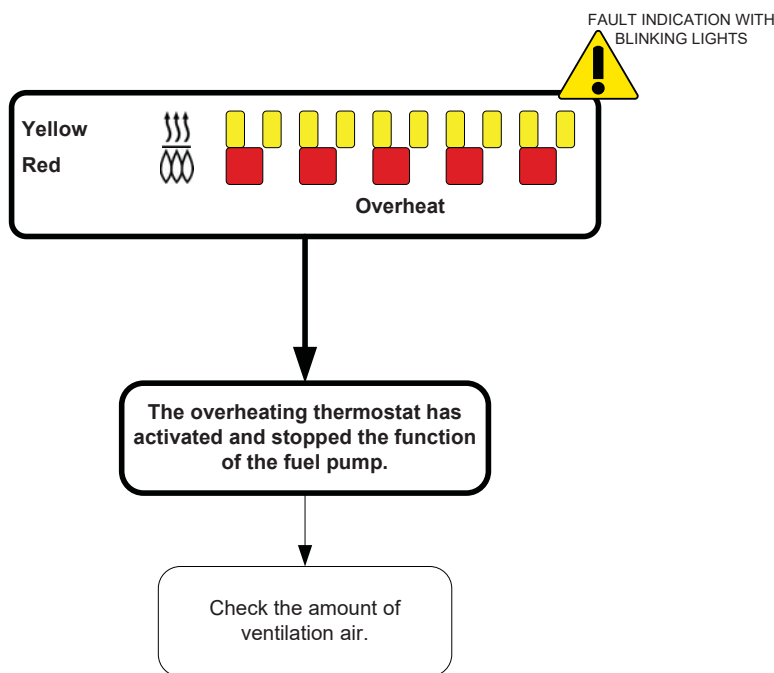 FAULT INDICATION WITH
BLINKING LIGHTS
Yellow
Red
Overheat
The overheating thermostat has
activated and stopped the function
of the fuel pump.
Check the amount of
ventilation air.